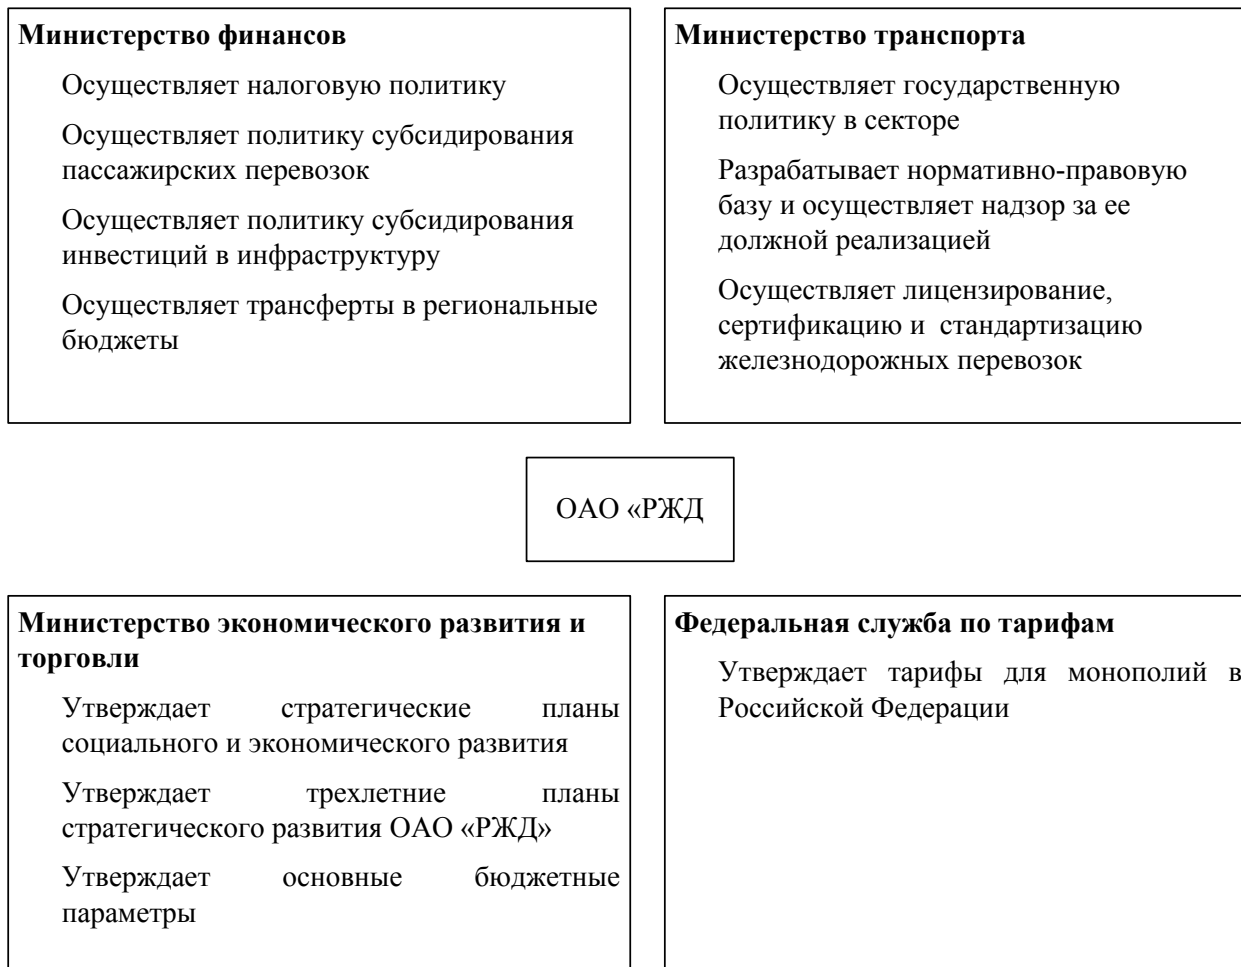 Министерство финансов
Осуществляет налоговую политику
Осуществляет политику субсидирования
пассажирских перевозок
Осуществляет политику субсидирования
инвестиций в инфраструктуру
Осуществляет трансферты в региональные
бюджеты
Министерство транспорта
Осуществляет государственную
политику в секторе
Разрабатывает нормативно-правовую
базу и осуществляет надзор за ее
должной реализацией
Осуществляет лицензирование,
сертификацию и стандартизацию
железнодорожных перевозок
ОАО «РЖД
Министерство экономического развития и
торговли
Утверждает стратегические планы
социального и экономического развития
Утверждает трехлетние планы
стратегического развития ОАО «РЖД»
Утверждает основные бюджетные
параметры
Федеральная служба по тарифам
Утверждает тарифы для монополий в
Российской Федерации